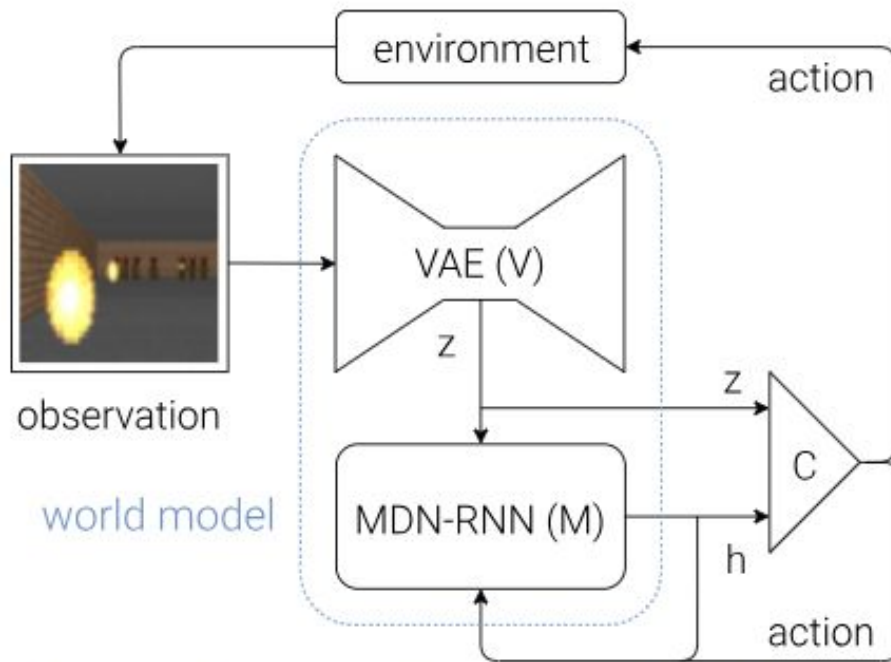 environment
action
VAE (V)
z
z
observation
C
world model
MDN-RNN (M)
h
action